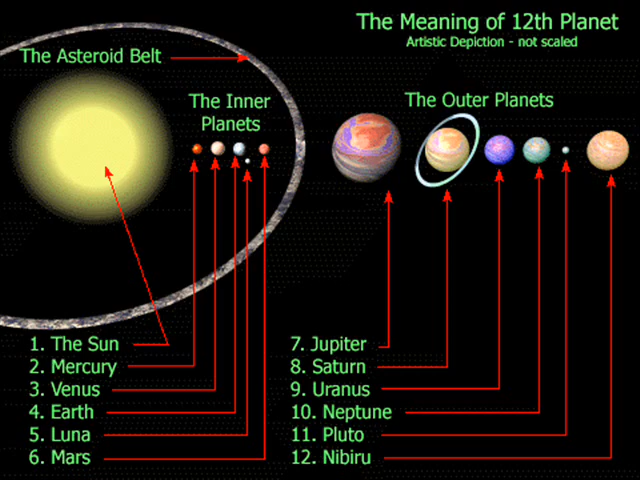 The Meaning of 12th Planet
Artistic Depiction - not scaled
The Asteroid Belt
The Inner
Planets
The Outer Planets
1. The Sun
2. Mercury
3. Venus
4. Earth
5. Luna
6. Mars
7. Jupiter
8. Saturn
9. Uranus
10. Neptune
11. Pluto
12. Nibiru